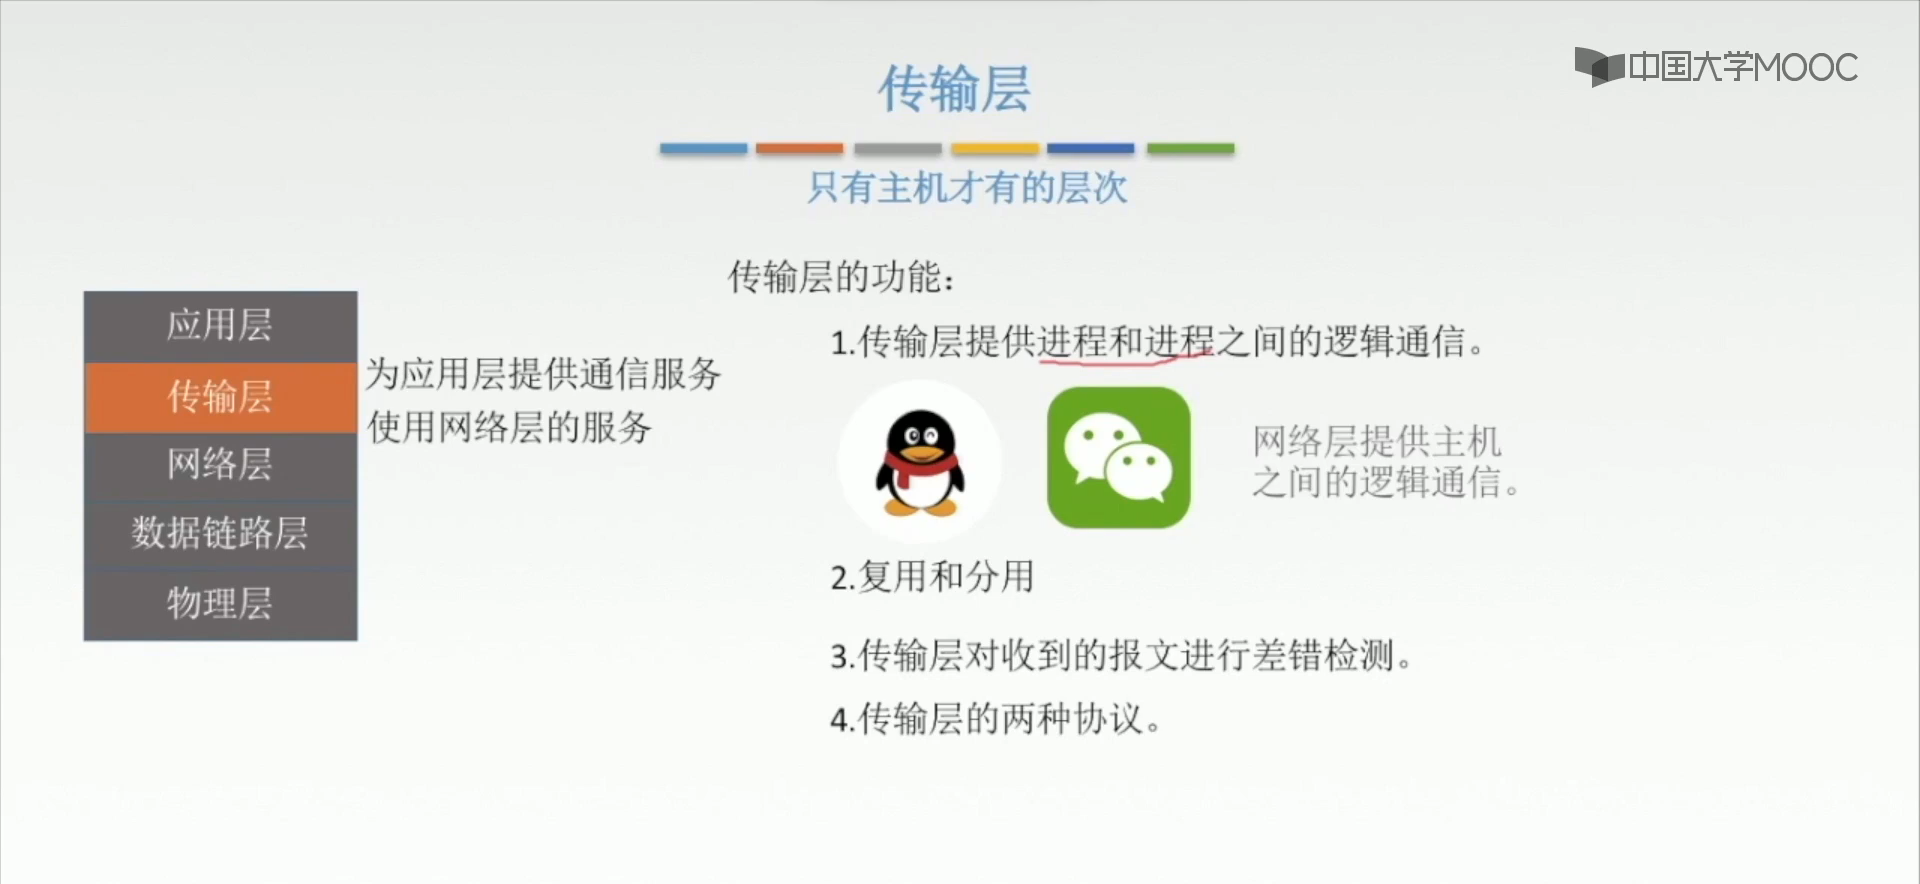 中国大学MOOC
传输层
只有主机才有的层次
应用层
传输层
网络层
数据链路层
物理层
为应用层提供通信服务
使用网络层的服务
传输层的功能：
1.传输层提供进程和进程之间的逻辑通信。
网络层提供主机
之间的逻辑通信。
2.复用和分用
3.传输层对收到的报文进行差错检测。
4.传输层的两种协议。